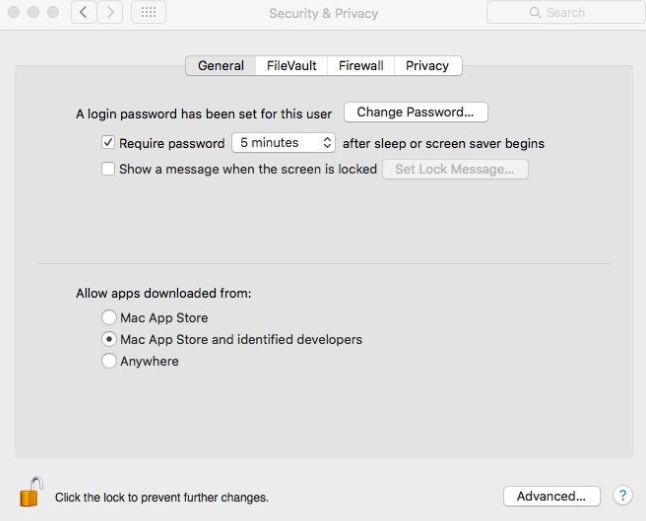 Security & Privacy
Search
General FileVault Firewall Privacy
A login password has been set for this user Change Password...
Require password 5 minutes after sleep or screen saver begins
Show a message when the screen is locked Set Lock Message...
Allow apps downloaded from:
Mac App Store
Mac App Store and identified developers
Anywhere
Click the lock to prevent further changes. Advanced... ?